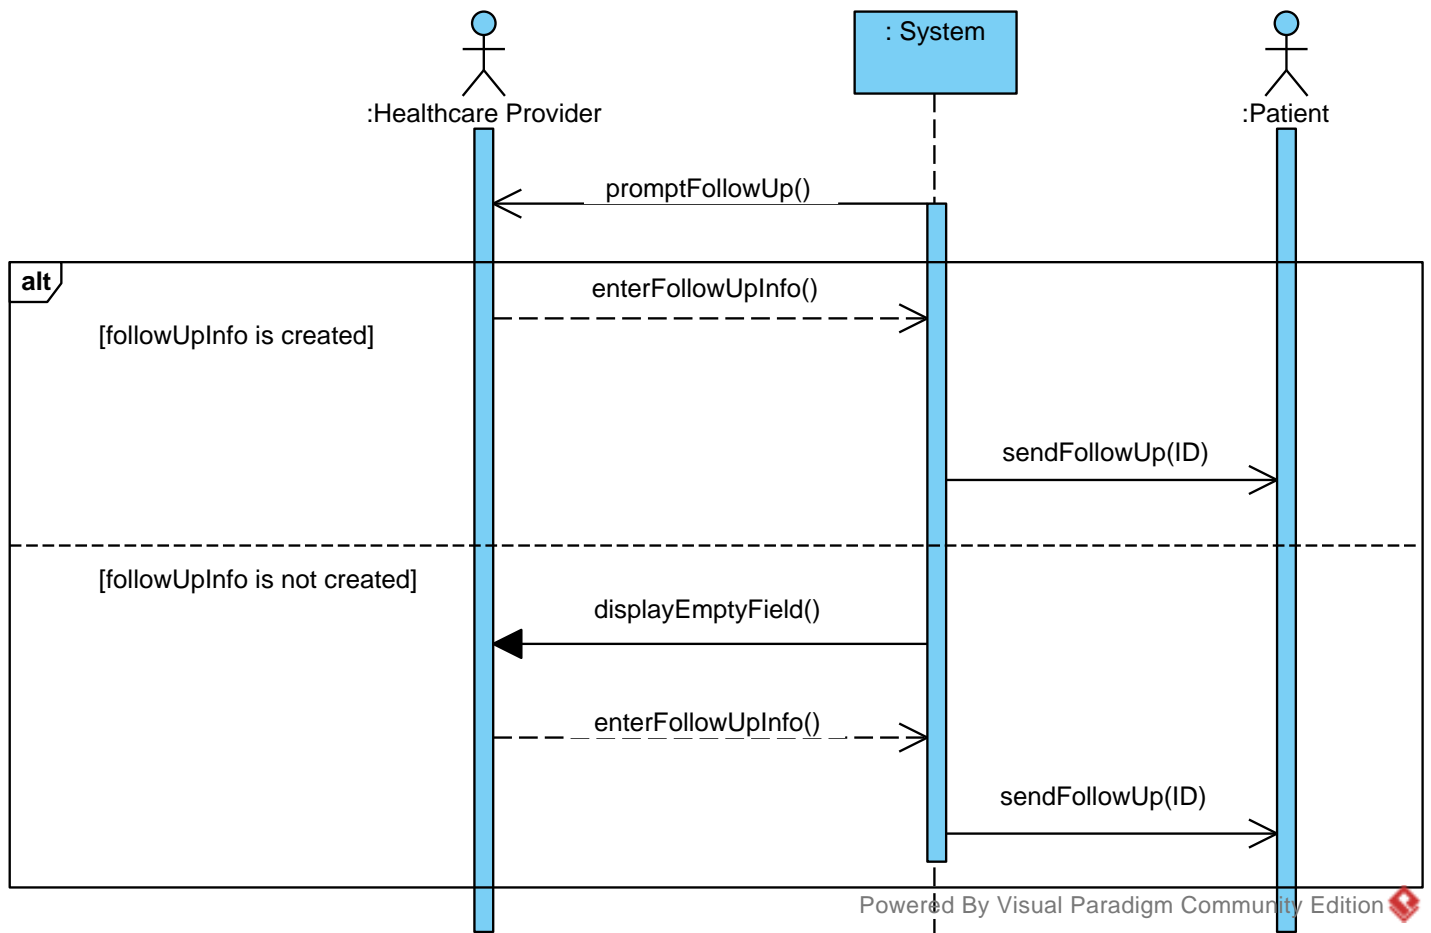 : System
:Healthcare Provider
:Patient
promptFollowUp()
alt
enterFollowUpInfo()
[followUpInfo is created]
sendFollowUp(ID)
[followUpInfo is not created]
displayEmptyField()
enterFollowUpInfo()
sendFollowUp(ID)
Powered By Visual Paradigm Community Edition